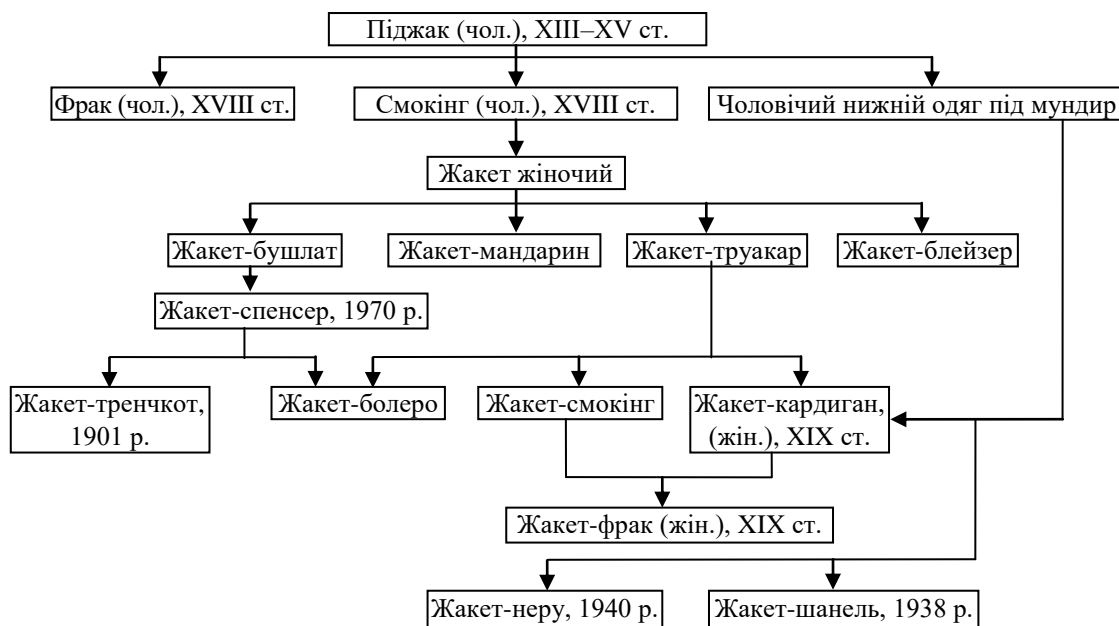 Піджак (чол.), XIII–XV ст.
Фрак (чол.), XVIII ст.
Смокінг (чол.), XVIII ст.
Чоловічий нижній одяг під мундир
Жакет жіночий
Жакет-бушлат
Жакет-мандарин
Жакет-труакар
Жакет-блейзер
Жакет-спенсер, 1970 р.
Жакет-тренчкот,
1901 р.
Жакет-болеро
Жакет-смокінг
Жакет-кардиган,
(жін.), XIX ст.
Жакет-фрак (жін.), XIX ст.
Жакет-неру, 1940 р.
Жакет-шанель, 1938 р.